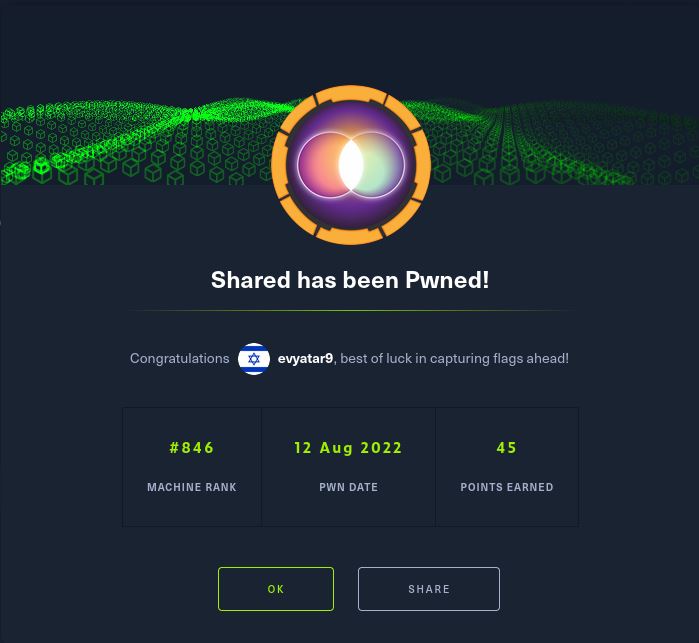 Shared has been Pwned!
Congratulations evyatar9, best of luck in capturing flags ahead!
#846 12 Aug 2022 45
MACHINE RANK PWN DATE POINTS EARNED
OK SHARE